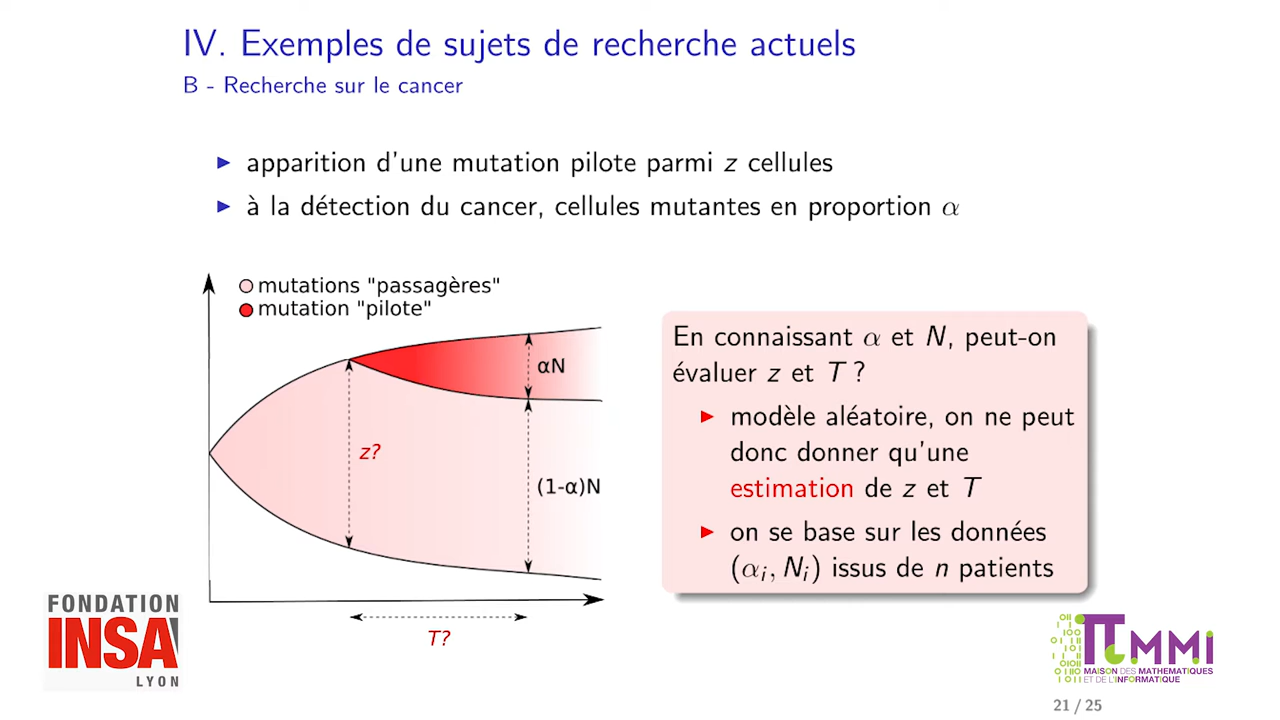 IV. Exemples de sujets de recherche actuels
B - Recherche sur le cancer
apparition d'une mutation pilote parmi z cellules
à la détection du cancer, cellules mutantes en proportion α
mutations "passagères"
mutation "pilote"
αN
z?
(1-α)N
T?
En connaissant α et N, peut-on
évaluer z et T ?
modèle aléatoire, on ne peut
donc donner qu'une
estimation de z et T
on se base sur les données
(αᵢ, Nᵢ) issus de n patients
FONDATION
INSA
LYON
MMI
MAISON DES MATHEMATIQUES
ET DE L'INFORMATIQUE
21 / 25